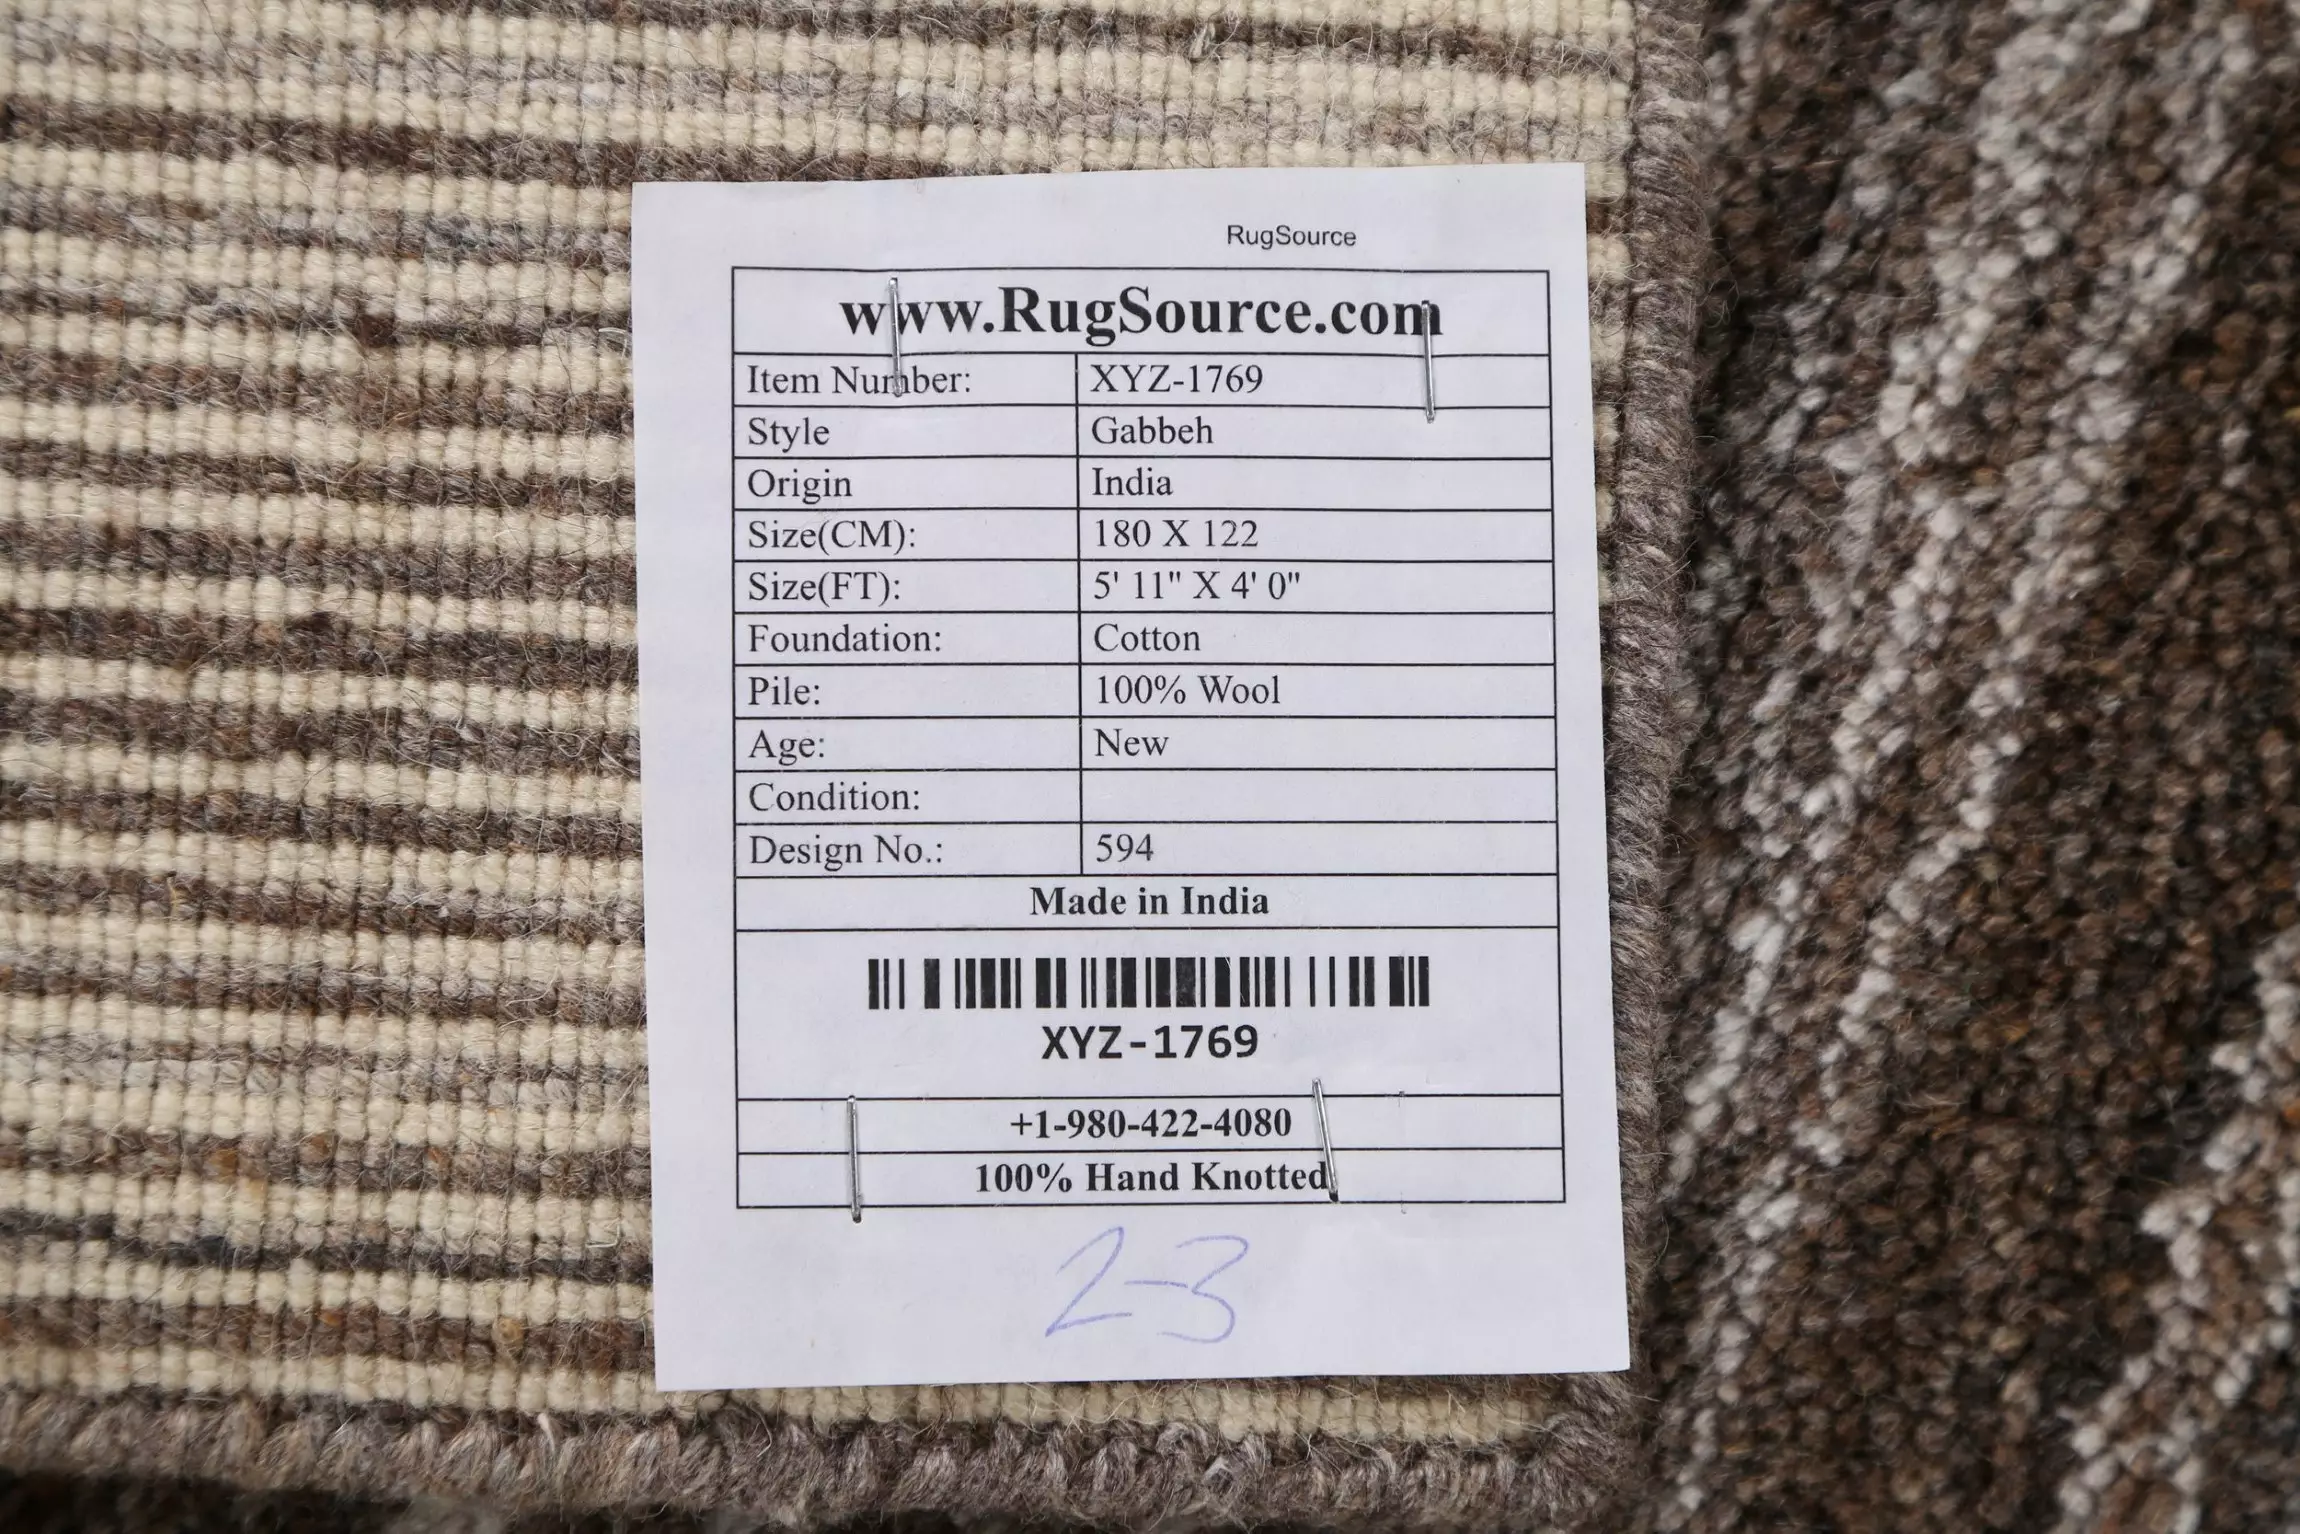 RugSource
www.RugSource.com
Item Number: XYZ-1769
Style Gabbeh
Origin India
Size(CM): 180 X 122
Size(FT): 5' 11" X 4' 0"
Foundation: Cotton
Pile: 100% Wool
Age: New
Condition:
Design No.: 594
Made in India
XYZ-1769
+1-980-422-4080
100% Hand Knotted
2-3